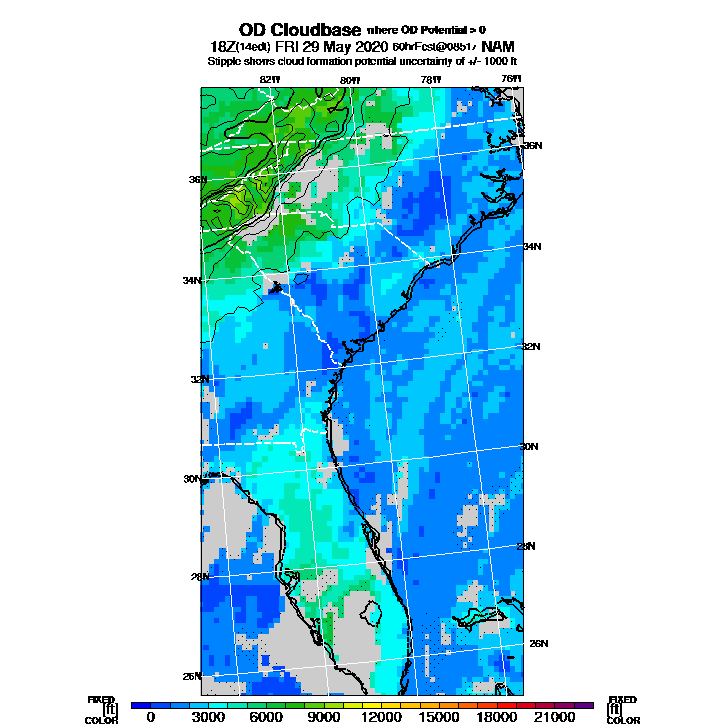 OD Cloudbase where OD Potential > 0
18Z(14edt) FRI 29 May 2020 60hrFcst@0851z NAM
Stipple shows cloud formation potential uncertainty of +/- 1000 ft
82W 80W 78W 76W
36N
36N
34N
34N
32N
32N
30N
30N
28N
28N
26N
26N
FIXED [ft] COLOR
0 3000 6000 9000 12000 15000 18000 21000
FIXED [ft] COLOR